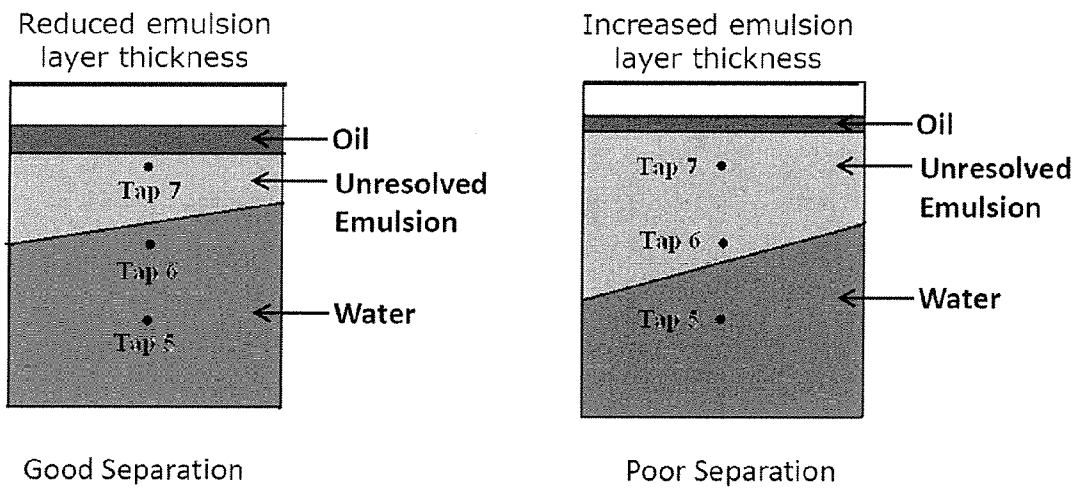 Reduced emulsion
layer thickness
Oil
Tap 7
Unresolved
Emulsion
Tap 6
Water
Tap 5
Good Separation
Increased emulsion
layer thickness
Oil
Tap 7
Unresolved
Emulsion
Tap 6
Water
Tap 5
Poor Separation